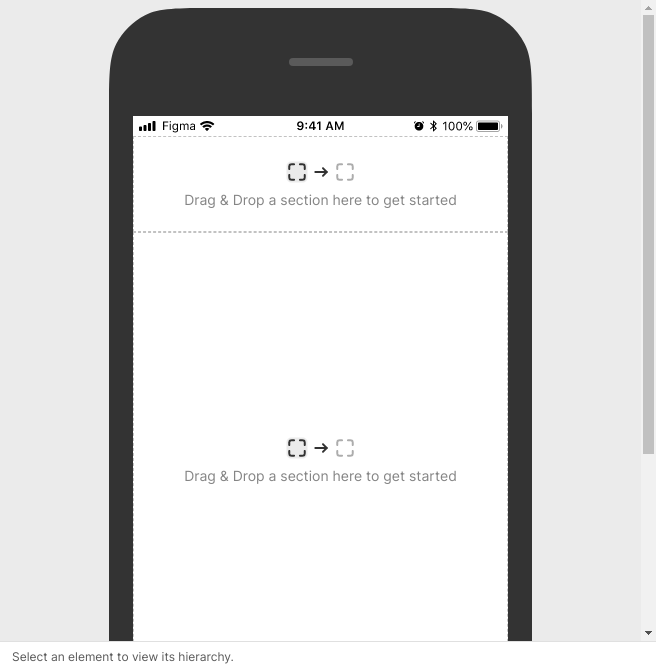 Figma 9:41 AM 100%
Drag & Drop a section here to get started
Drag & Drop a section here to get started
Select an element to view its hierarchy.